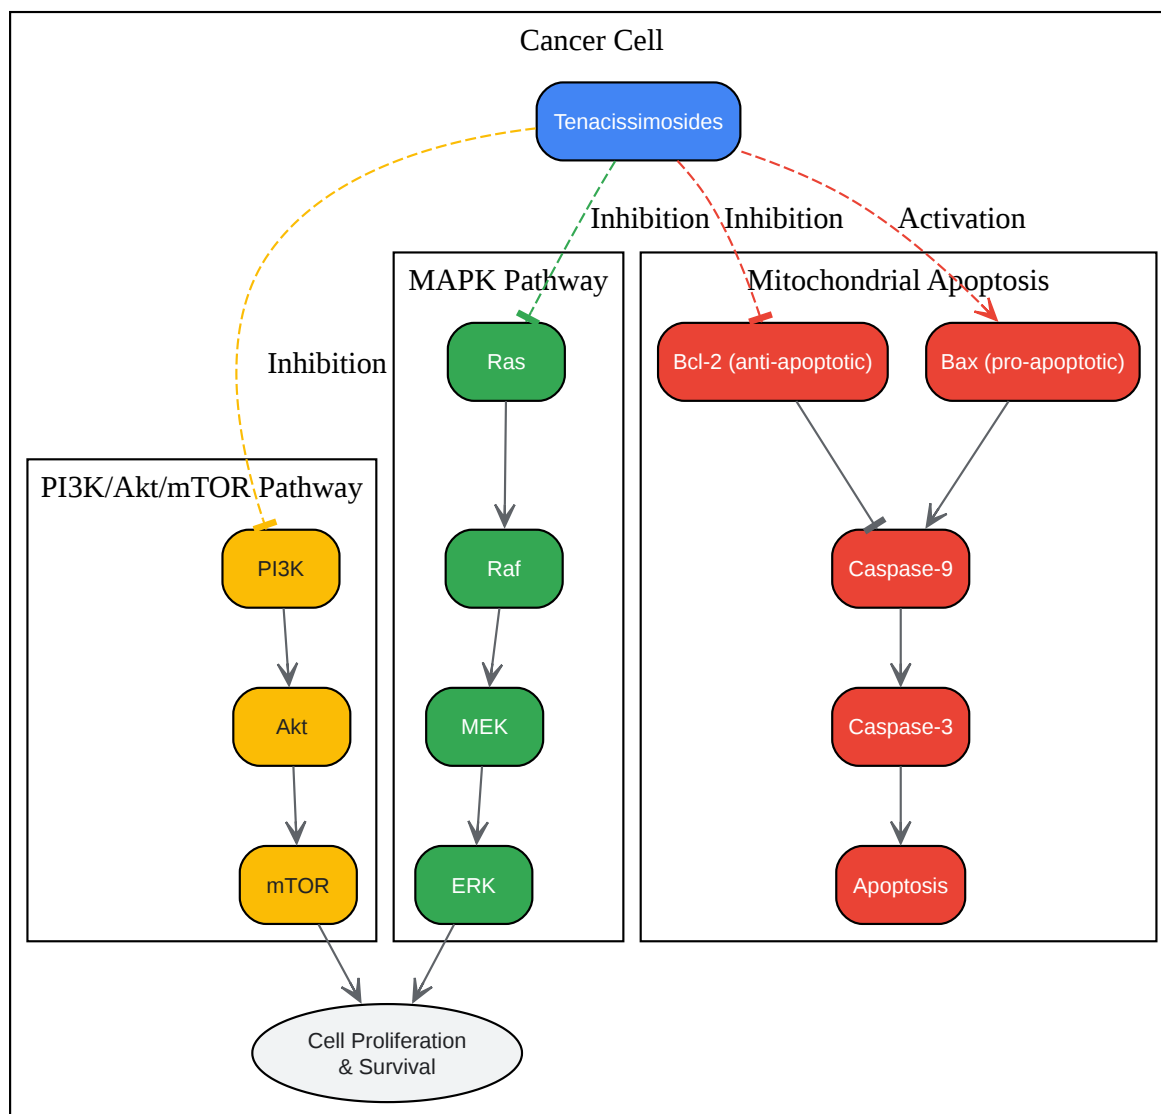 Cancer Cell
Tenacissimosides
Inhibition
Inhibition
Activation
MAPK Pathway
Mitochondrial Apoptosis
Ras
Bcl-2 (anti-apoptotic)
Bax (pro-apoptotic)
Inhibition
PI3K/Akt/mTOR Pathway
PI3K
Raf
Caspase-9
Akt
MEK
Caspase-3
mTOR
ERK
Apoptosis
Cell Proliferation
& Survival